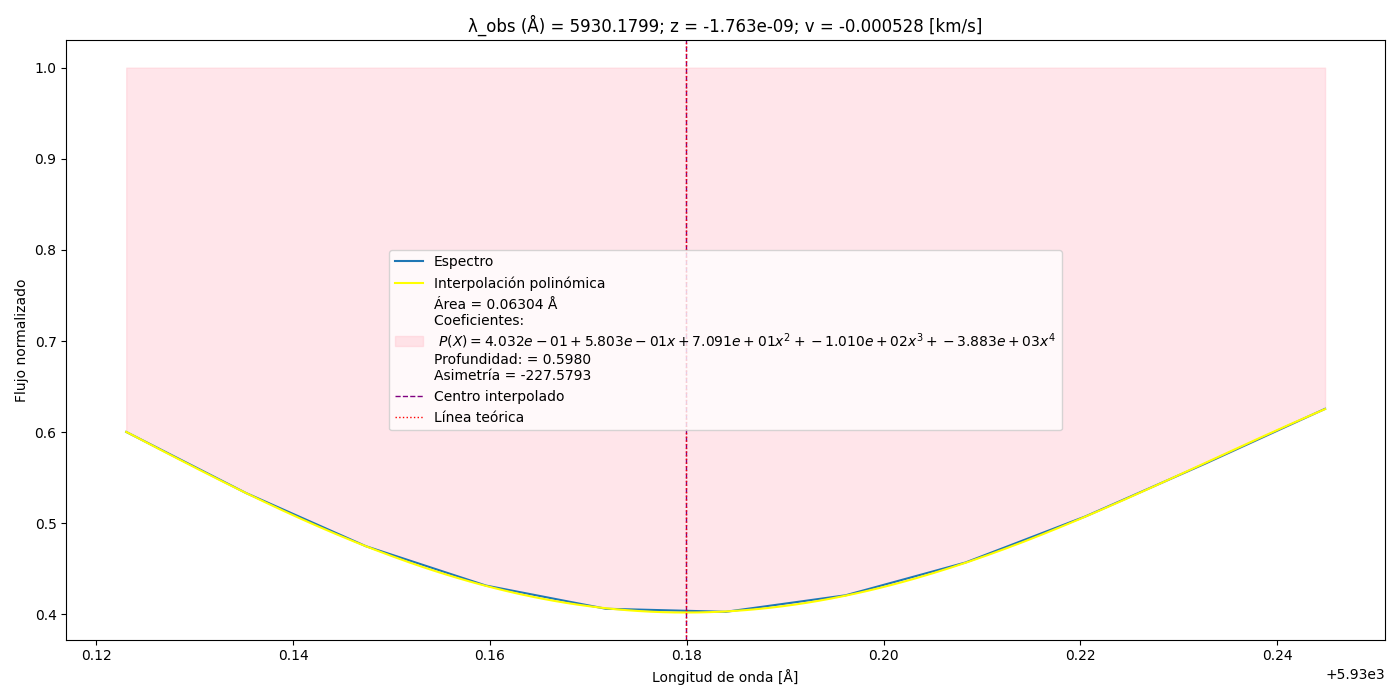 λ_obs (Å) = 5930.1799; z = -1.763e-09; v = -0.000528 [km/s]
Flujo normalizado
1.0
0.9
0.8
0.7
0.6
0.5
0.4
Espectro
Interpolación polinómica
Área = 0.06304 Å
Coeficientes:
P(X) = 4.032e − 01 + 5.803e − 01x + 7.091e + 01x² + −1.010e + 02x³ + −3.883e + 03x⁴
Profundidad: = 0.5980
Asimetría = -227.5793
Centro interpolado
Línea teórica
0.12 0.14 0.16 0.18 0.20 0.22 0.24
+5.93e3
Longitud de onda [Å]